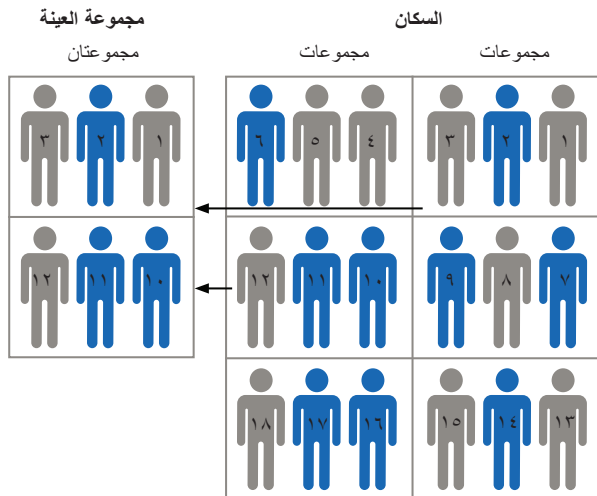 السكان
مجموعة العينة
مجموعات
مجموعات
مجموعتان
١ ٢ ٣
٤ ٥ ٦
١ ٢ ٣
٧ ٨ ٩
١٠ ١١ ١٢
١٠ ١١ ١٢
١٣ ١٤ ١٥
١٦ ١٧ ١٨